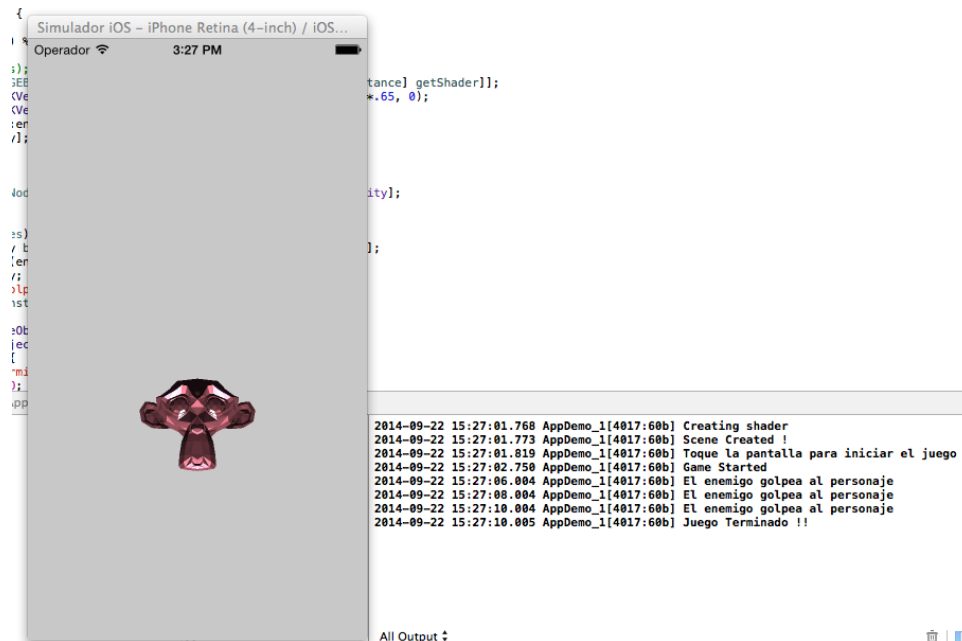 {
Simulador iOS – iPhone Retina (4-inch) / iOS...
Operador 3:27 PM
tance] getShader]];
*.65, 0);
ity];
];
2014-09-22 15:27:01.768 AppDemo_1[4017:60b] Creating shader
2014-09-22 15:27:01.773 AppDemo_1[4017:60b] Scene Created !
2014-09-22 15:27:01.819 AppDemo_1[4017:60b] Toque la pantalla para iniciar el juego
2014-09-22 15:27:02.750 AppDemo_1[4017:60b] Game Started
2014-09-22 15:27:06.004 AppDemo_1[4017:60b] El enemigo golpea al personaje
2014-09-22 15:27:08.004 AppDemo_1[4017:60b] El enemigo golpea al personaje
2014-09-22 15:27:10.004 AppDemo_1[4017:60b] El enemigo golpea al personaje
2014-09-22 15:27:10.005 AppDemo_1[4017:60b] Juego Terminado !!
All Output